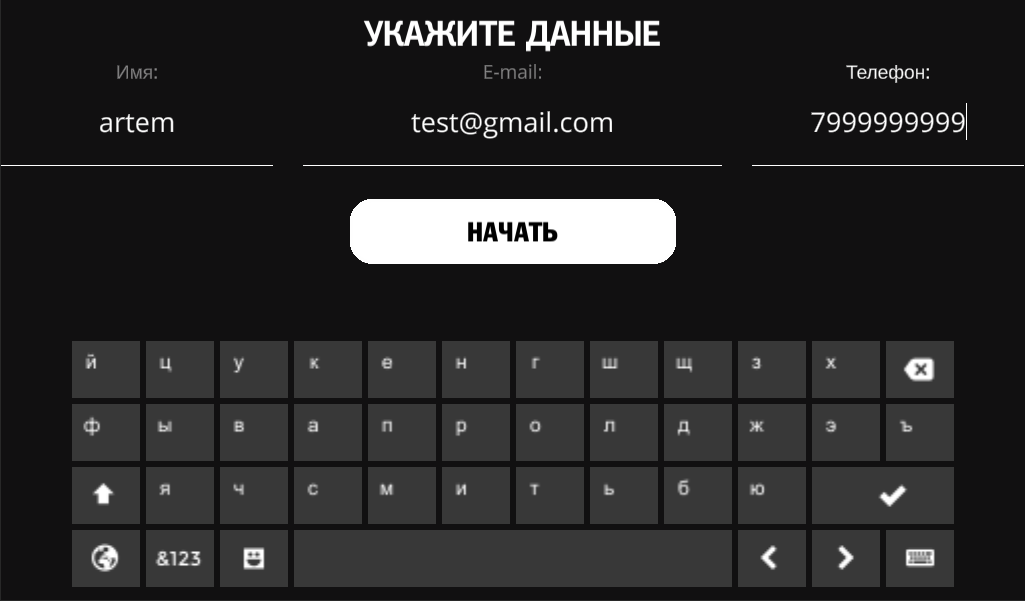 УКАЖИТЕ ДАННЫЕ
Имя: E-mail: Телефон:
artem test@gmail.com 7999999999
НАЧАТЬ
й ц у к е н г ш щ з х
ф ы в а п р о л д ж э ъ
я ч с м и т ь б ю
&123